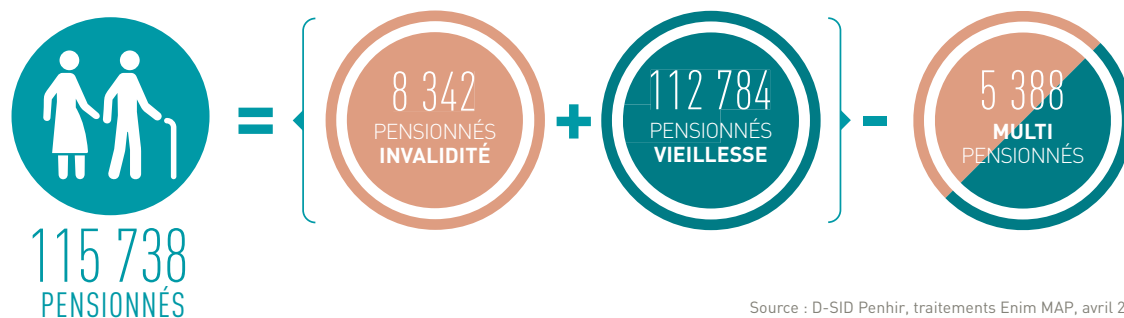 115 738
PENSIONNÉS
=
8 342
PENSIONNÉS
INVALIDITÉ
+
112 784
PENSIONNÉS
VIEILLESSE
-
5 388
MULTI
PENSIONNÉS
Source : D-SID Penhir, traitements Enim MAP, avril 2